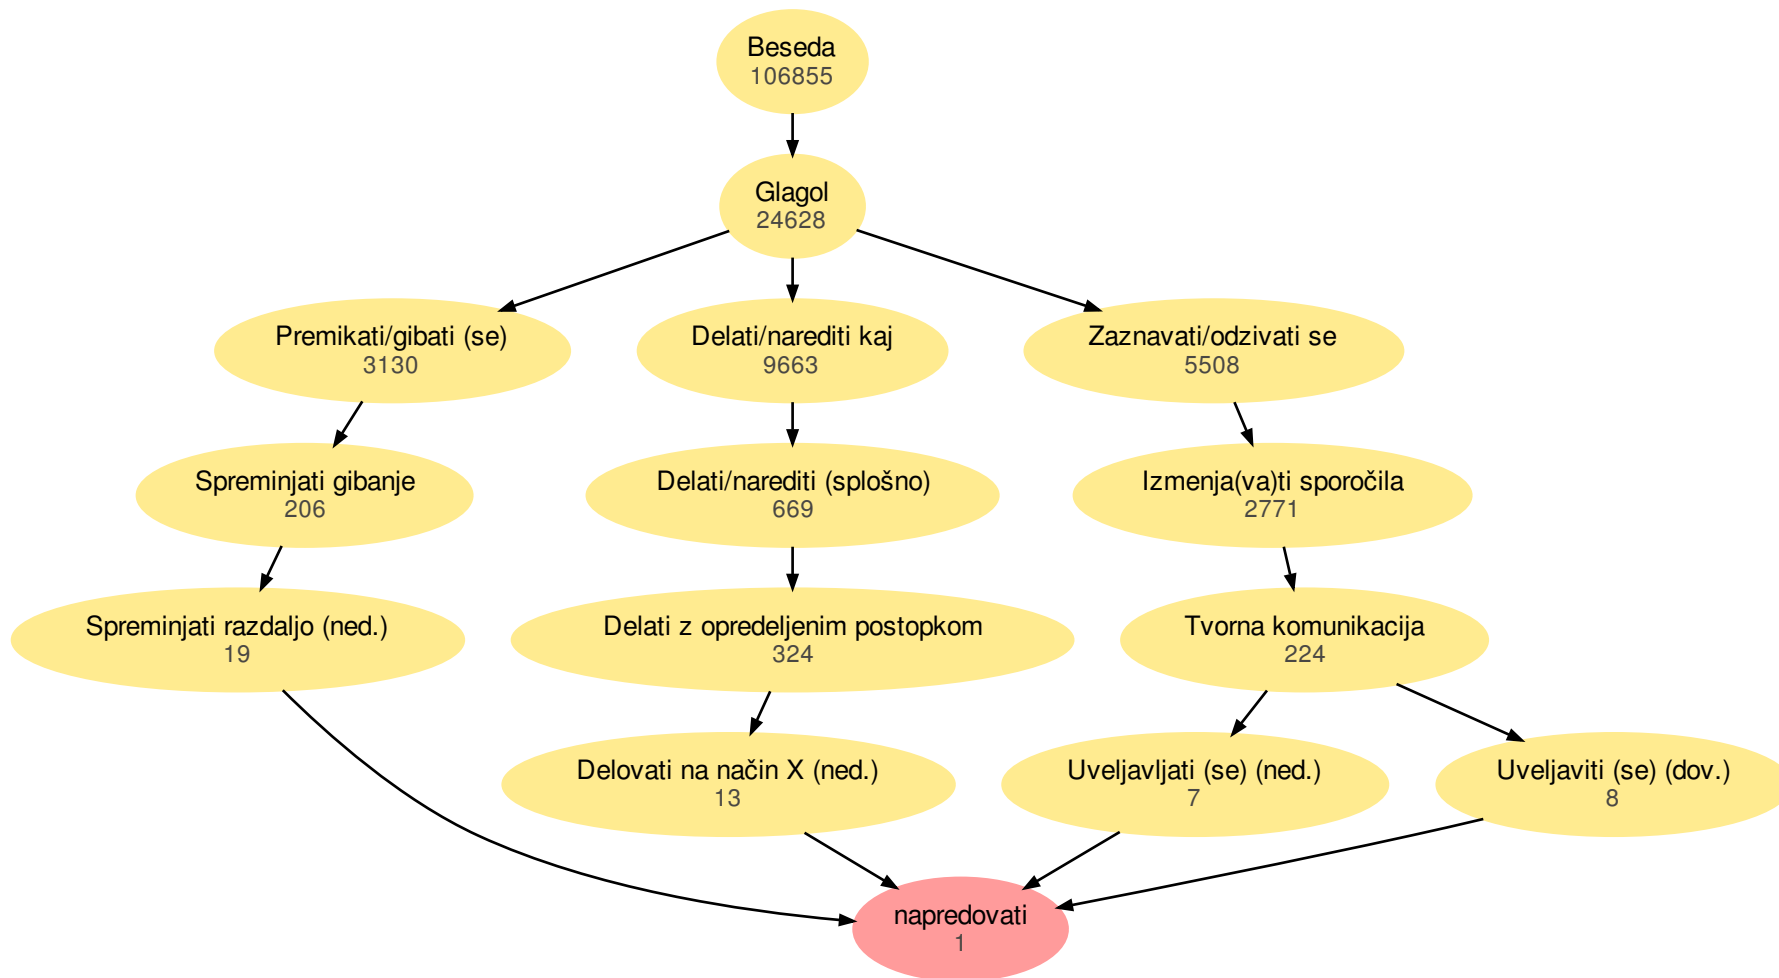 Beseda
106855
Glagol
24628
Premikati/gibati (se)
3130
Delati/narediti kaj
9663
Zaznavati/odzivati se
5508
Spreminjati gibanje
206
Delati/narediti (splošno)
669
Izmenja(va)ti sporočila
2771
Spreminjati razdaljo (ned.)
19
Delati z opredeljenim postopkom
324
Tvorna komunikacija
224
Delovati na način X (ned.)
13
Uveljavljati (se) (ned.)
7
Uveljaviti (se) (dov.)
8
napredovati
1